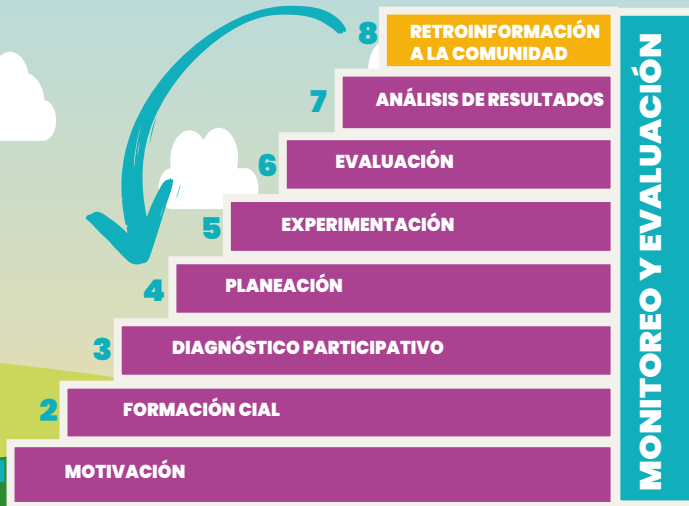 8
RETROINFORMACIÓN
A LA COMUNIDAD
7
ANÁLISIS DE RESULTADOS
6
EVALUACIÓN
5
EXPERIMENTACIÓN
4
PLANEACIÓN
3
DIAGNÓSTICO PARTICIPATIVO
2
FORMACIÓN CIAL
1
MOTIVACIÓN
MONITOREO Y EVALUACIÓN